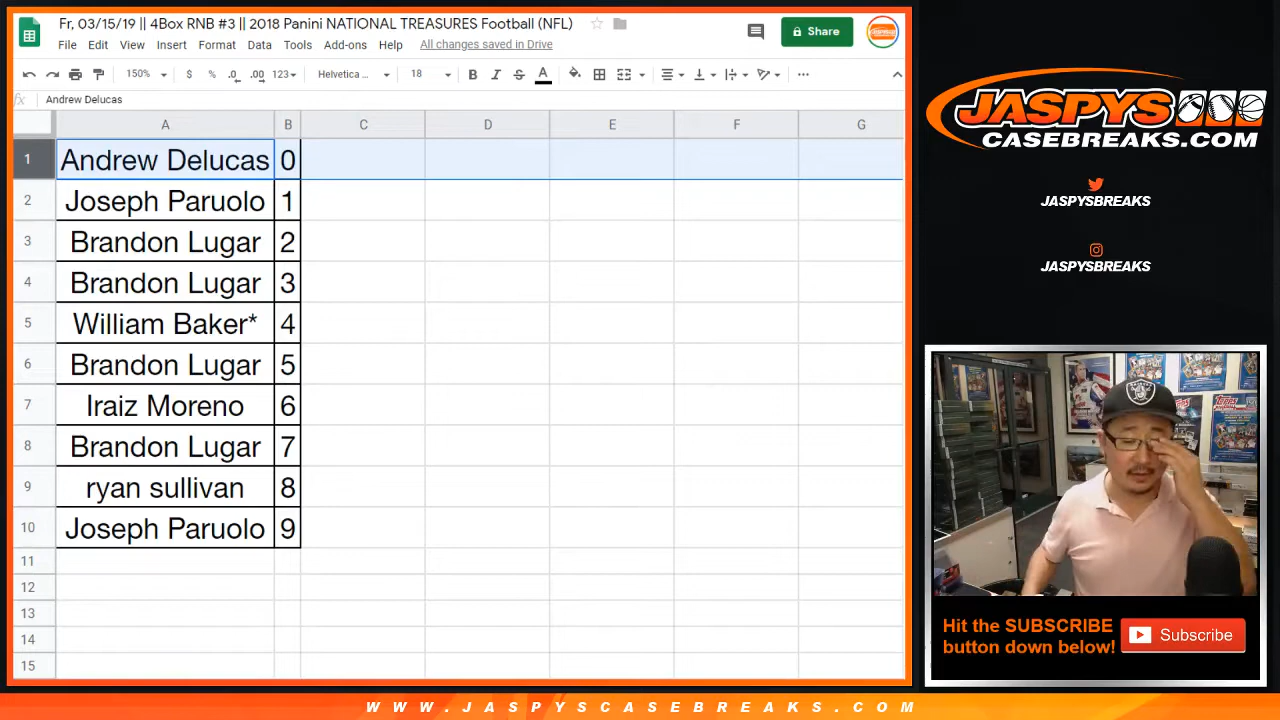 Fr, 03/15/19 || 4Box RNB #3 || 2018 Panini NATIONAL TREASURES Football (NFL)
File Edit View Insert Format Data Tools Add-ons Help All changes saved in Drive
Share
150% $ % .0 .00 123 Helvetica ... 18 B I S A
fx Andrew Delucas
A B C D E F G
1 Andrew Delucas 0
2 Joseph Paruolo 1
3 Brandon Lugar 2
4 Brandon Lugar 3
5 William Baker* 4
6 Brandon Lugar 5
7 Iraiz Moreno 6
8 Brandon Lugar 7
9 ryan sullivan 8
10 Joseph Paruolo 9
11
12
13
14
15
JASPYS
CASEBREAKS.COM
JASPYSBREAKS
JASPYSBREAKS
Hit the SUBSCRIBE
button down below!
Subscribe
WWW.JASPYSCASEBREAKS.COM